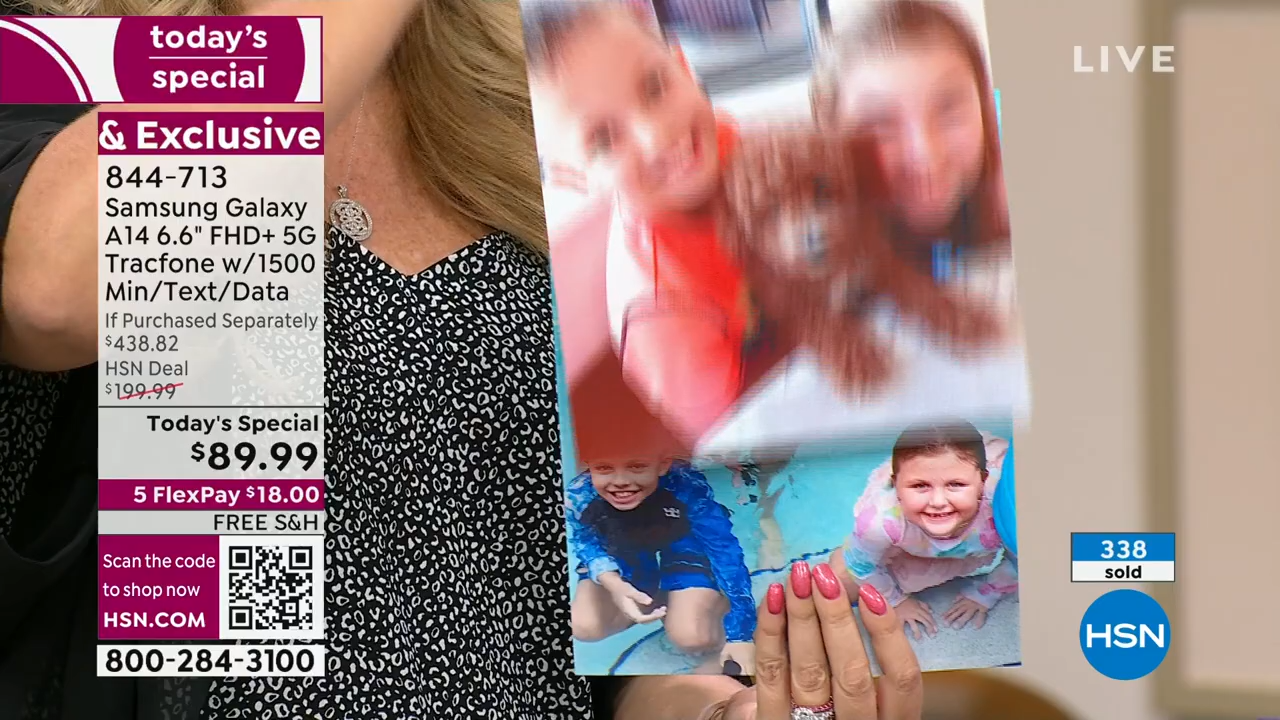 today's
special
& Exclusive
844-713
Samsung Galaxy
A14 6.6" FHD+ 5G
Tracfone w/1500
Min/Text/Data
If Purchased Separately
$438.82
HSN Deal
$199.99
Today's Special
$89.99
5 FlexPay $18.00
FREE S&H
Scan the code
to shop now
HSN.COM
800-284-3100
LIVE
338
sold
HSN